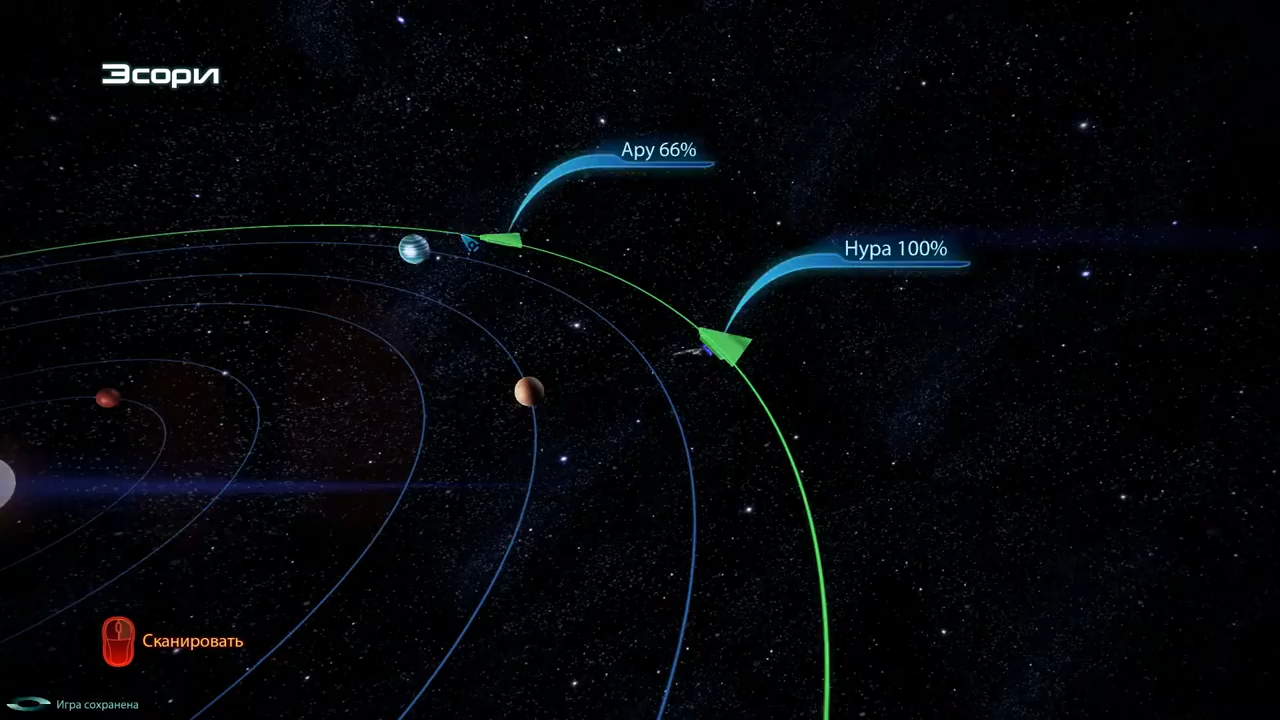 Эсори
Ару 66%
Нура 100%
Сканировать
Игра сохранена